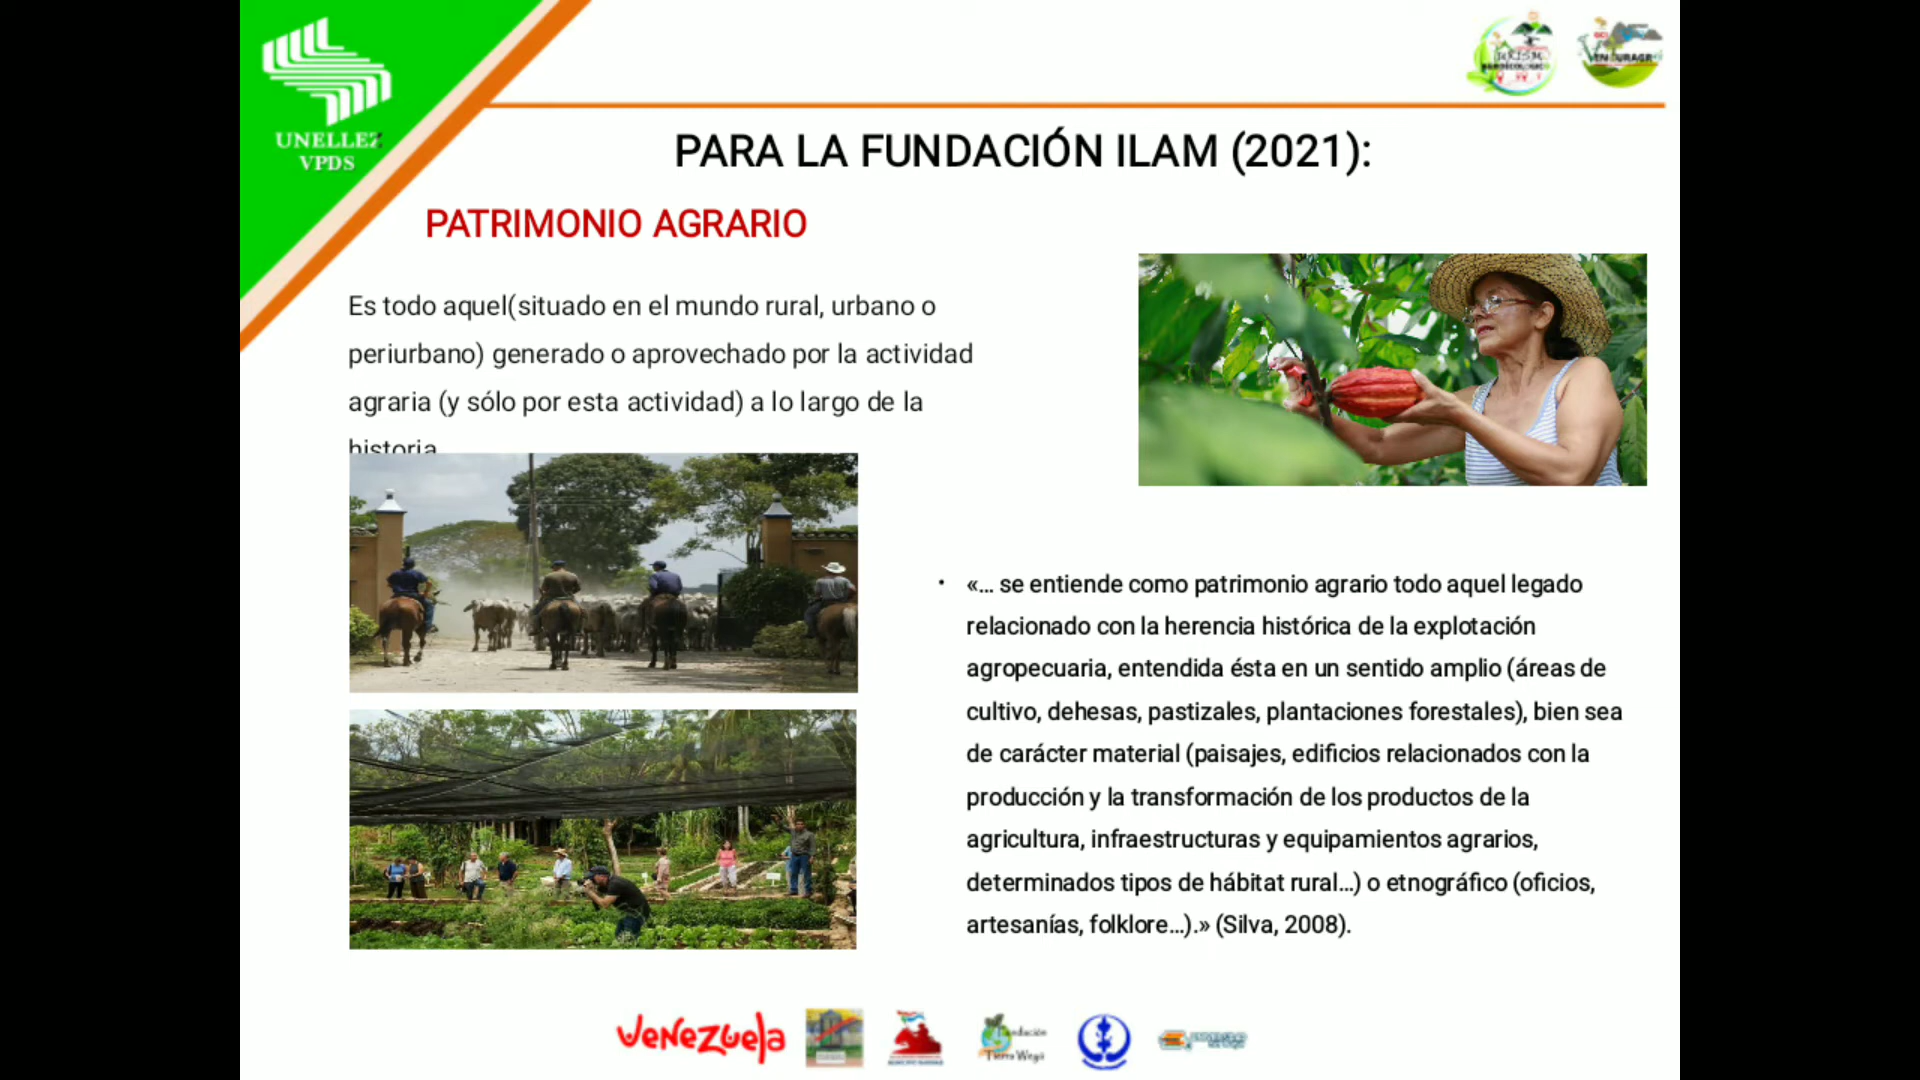 UNELLEZ
VPDS
PARA LA FUNDACIÓN ILAM (2021):
PATRIMONIO AGRARIO
Es todo aquel(situado en el mundo rural, urbano o
periurbano) generado o aprovechado por la actividad
agraria (y sólo por esta actividad) a lo largo de la
historia
• «... se entiende como patrimonio agrario todo aquel legado
relacionado con la herencia histórica de la explotación
agropecuaria, entendida ésta en un sentido amplio (áreas de
cultivo, dehesas, pastizales, plantaciones forestales), bien sea
de carácter material (paisajes, edificios relacionados con la
producción y la transformación de los productos de la
agricultura, infraestructuras y equipamientos agrarios,
determinados tipos de hábitat rural...) o etnográfico (oficios,
artesanías, folklore...).» (Silva, 2008).
Venezuela